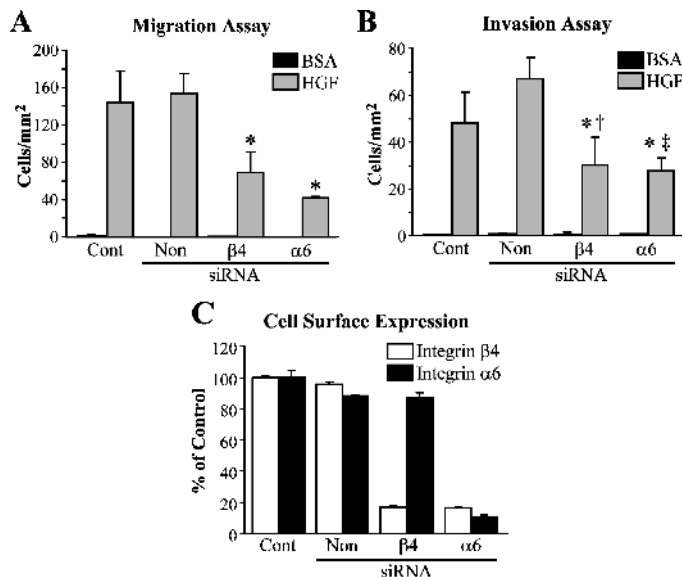 A
Migration Assay
200
160
120
80
40
0
Cells/mm²
BSA
HGF
*
*
Cont Non β4 α6
siRNA
B
Invasion Assay
80
60
40
20
0
Cells/mm²
BSA
HGF
*†
*‡
Cont Non β4 α6
siRNA
C
Cell Surface Expression
120
100
80
60
40
20
0
% of Control
Integrin β4
Integrin α6
Cont Non β4 α6
siRNA